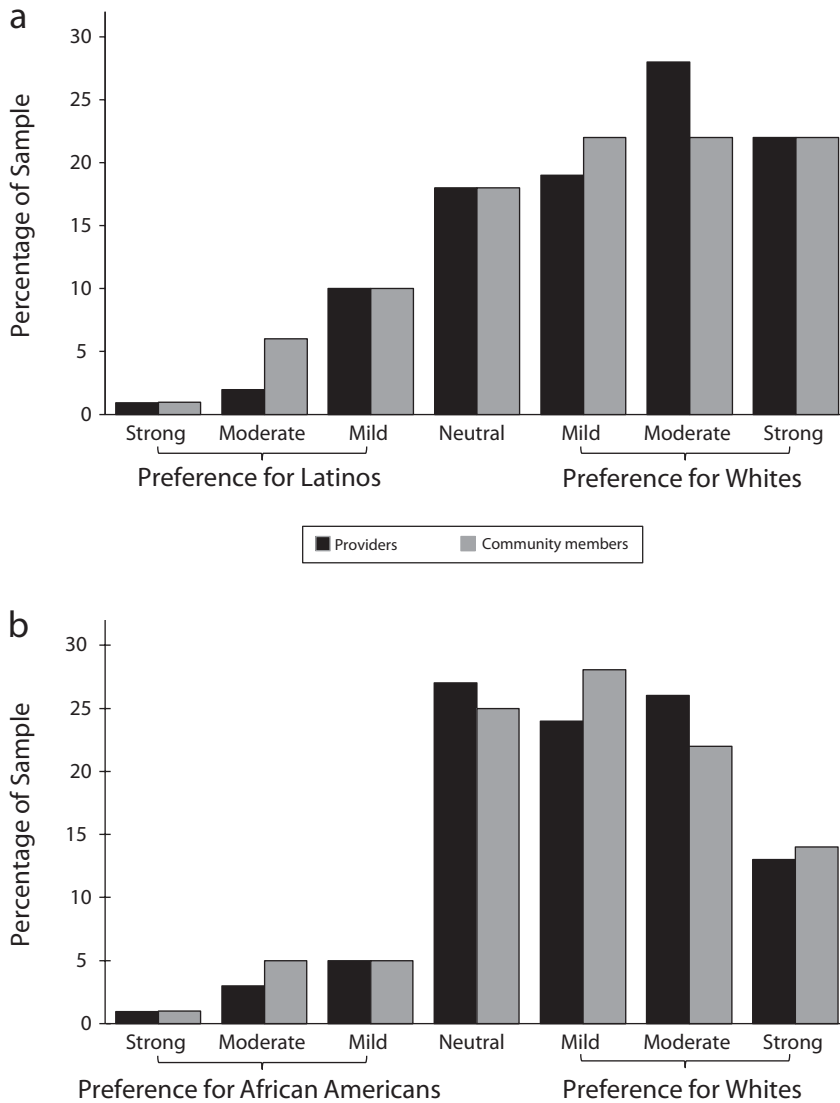 a
Percentage of Sample
30
25
20
15
10
5
0
Strong Moderate Mild Neutral Mild Moderate Strong
Preference for Latinos Preference for Whites
Providers Community members
b
Percentage of Sample
30
25
20
15
10
5
0
Strong Moderate Mild Neutral Mild Moderate Strong
Preference for African Americans Preference for Whites